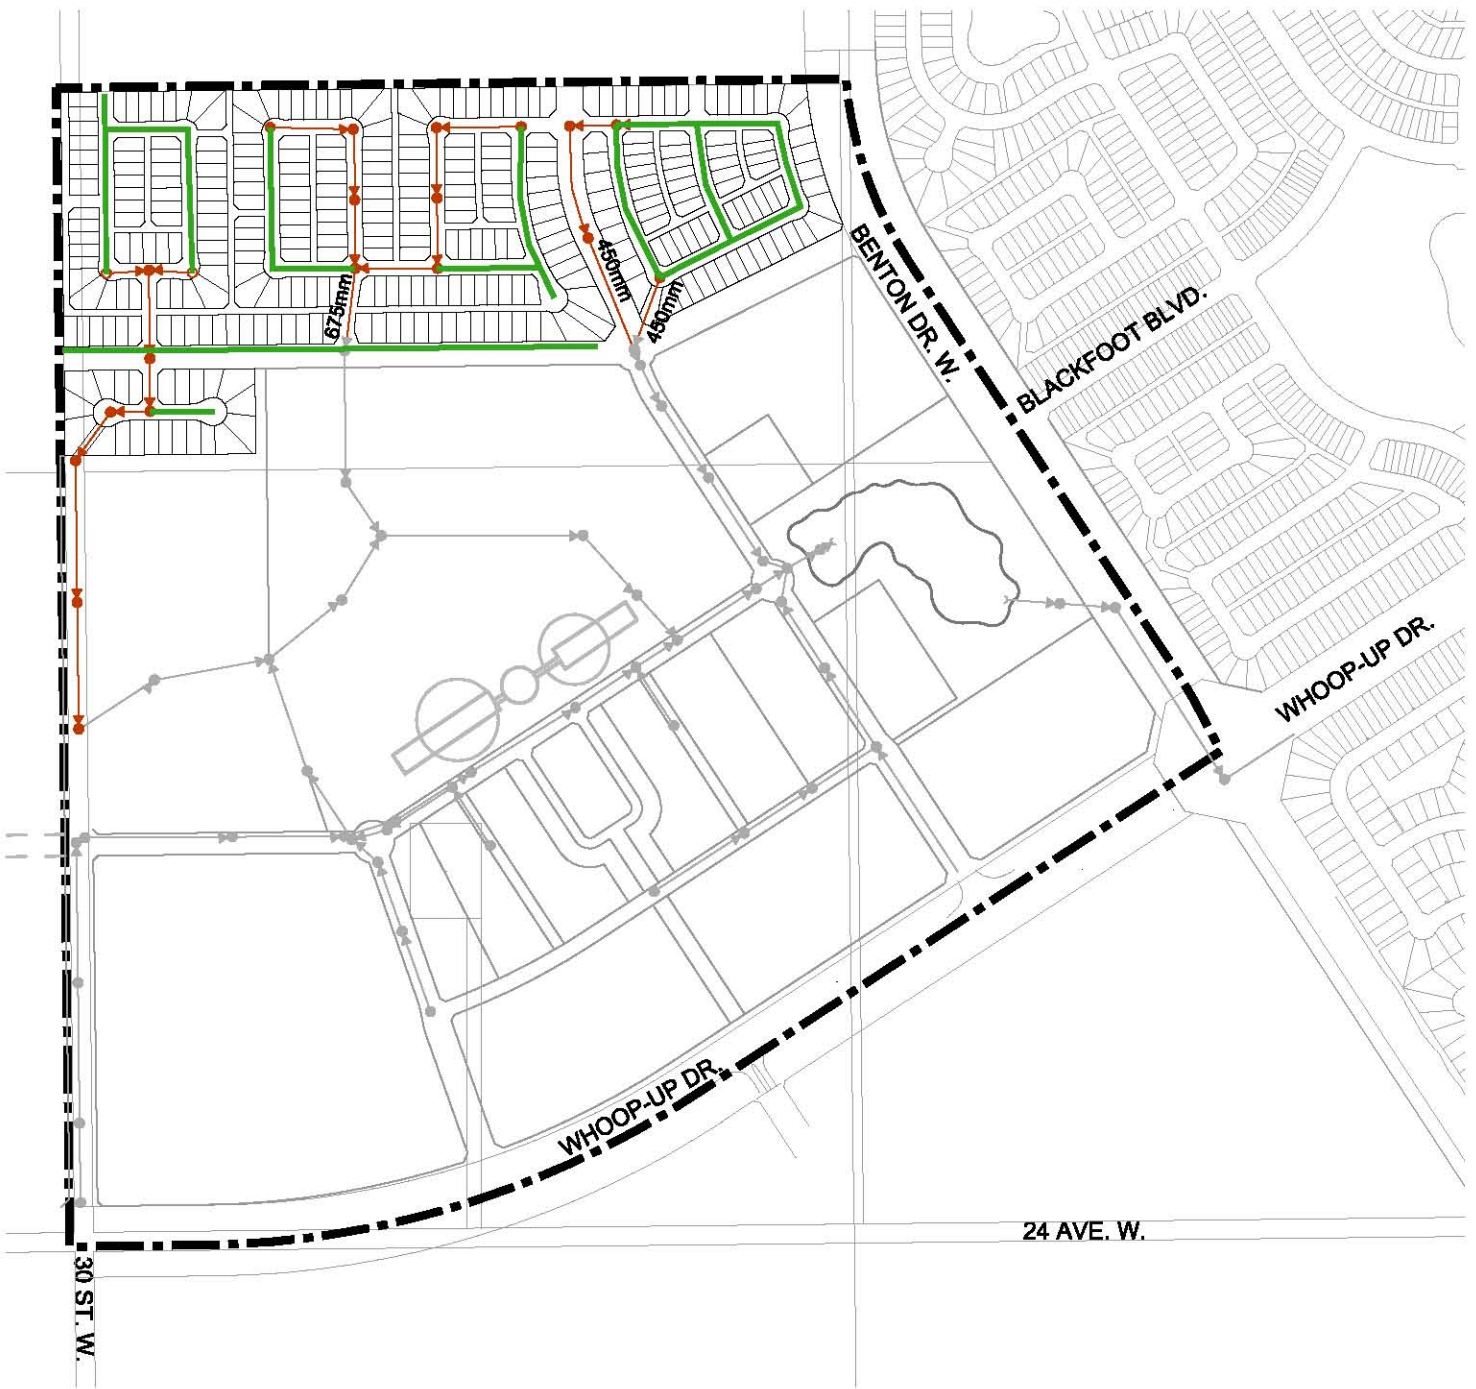 450mm
450mm
675mm
BENTON DR. W.
BLACKFOOT BLVD.
WHOOP-UP DR.
WHOOP-UP DR.
24 AVE. W.
30 ST. W.